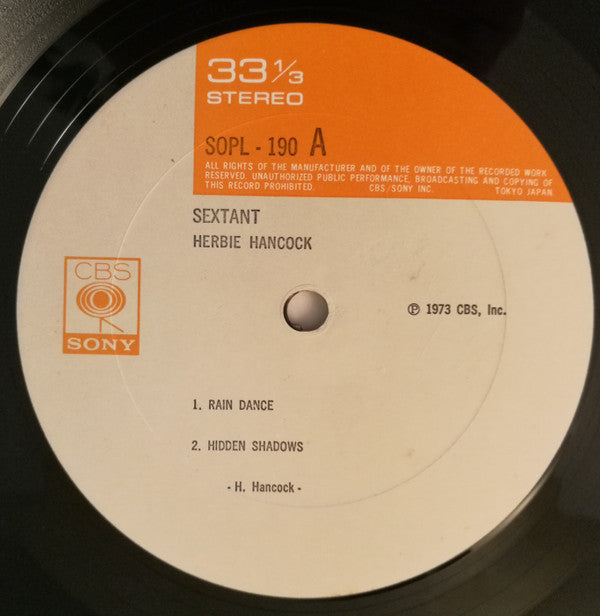 33 1/3
STEREO
SOPL - 190 A
ALL RIGHTS OF THE MANUFACTURER AND OF THE OWNER OF THE RECORDED WORK
RESERVED. UNAUTHORIZED PUBLIC PERFORMANCE, BROADCASTING AND COPYING OF
THIS RECORD PROHIBITED. CBS/SONY INC. TOKYO JAPAN
SEXTANT
HERBIE HANCOCK
CBS
SONY
℗ 1973 CBS, Inc.
1. RAIN DANCE
2. HIDDEN SHADOWS
- H. Hancock -